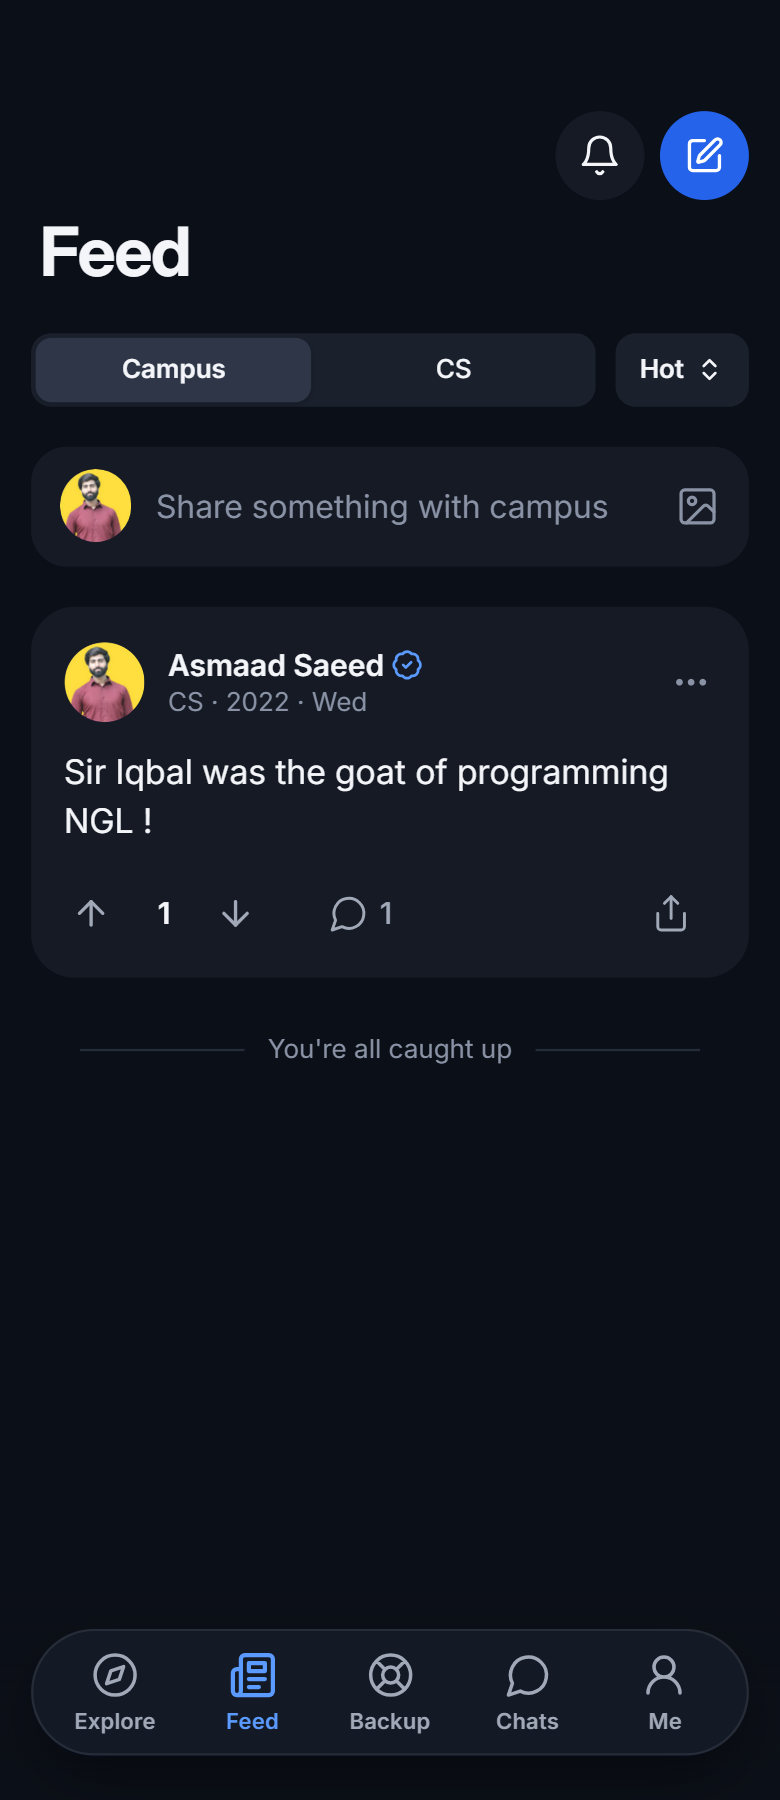 Feed
Campus
CS
Hot
Share something with campus
Asmaad Saeed
CS · 2022 · Wed
Sir Iqbal was the goat of programming
NGL !
1
1
You're all caught up
Explore
Feed
Backup
Chats
Me